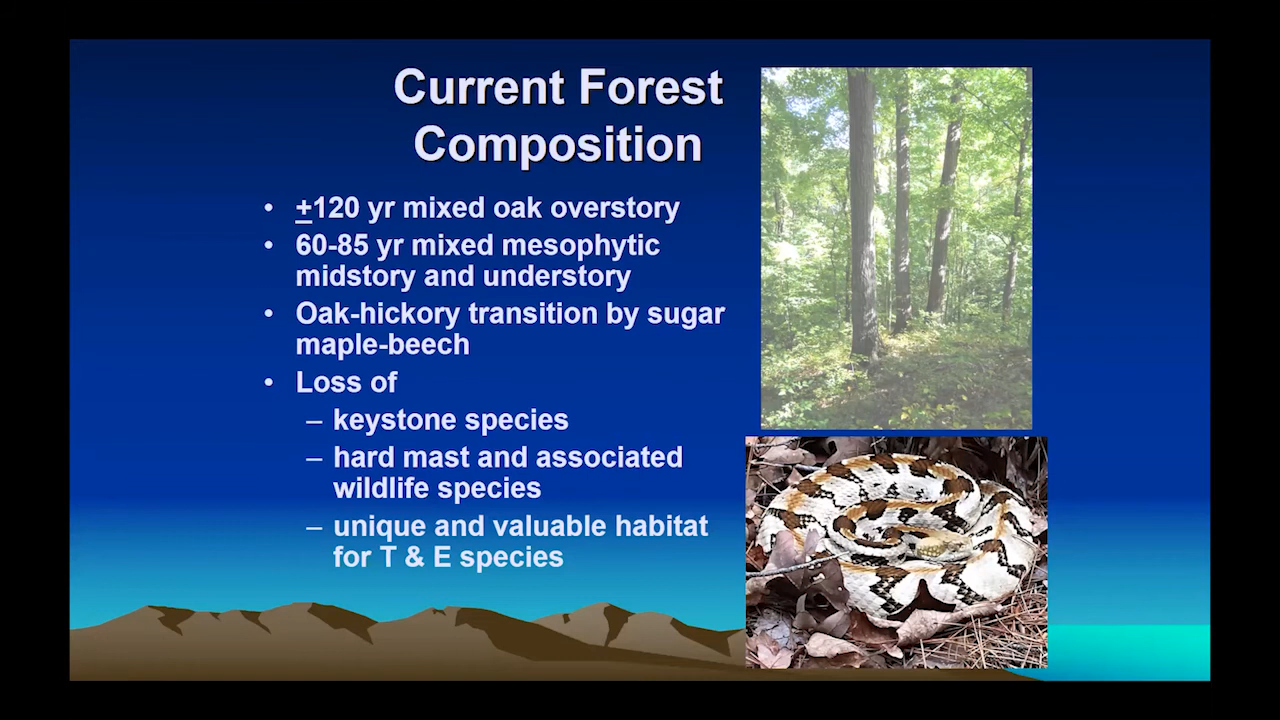 Current Forest
Composition
• ±120 yr mixed oak overstory
• 60-85 yr mixed mesophytic
midstory and understory
• Oak-hickory transition by sugar
maple-beech
• Loss of
– keystone species
– hard mast and associated
wildlife species
– unique and valuable habitat
for T & E species